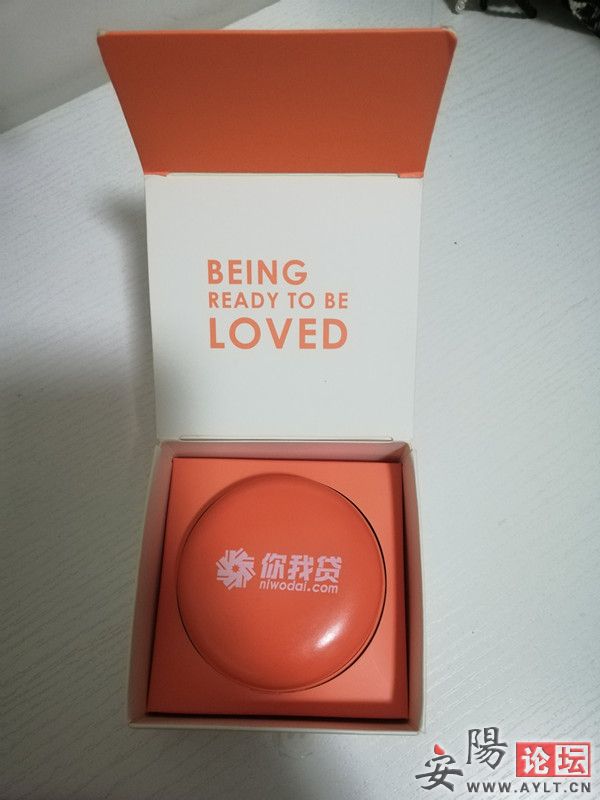 BEING
READY TO BE
LOVED
你我贷
niwodai.com
安陽论坛
WWW.AYLT.CN